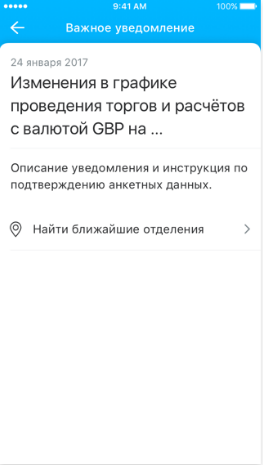 9:41 AM
100%
Важное уведомление
24 января 2017
Изменения в графике
проведения торгов и расчётов
с валютой GBP на ...
Описание уведомления и инструкция по
подтверждению анкетных данных.
Найти ближайшие отделения